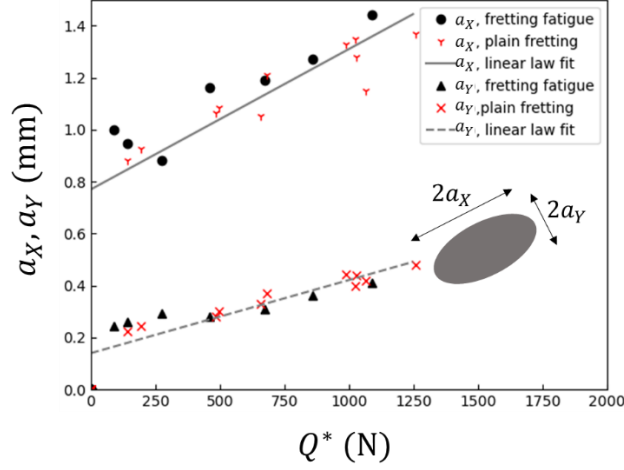 1.4
1.2
1.0
0.8
0.6
0.4
0.2
0.0
a_X, a_Y (mm)
a_X, fretting fatigue
a_X, plain fretting
a_X, linear law fit
a_Y, fretting fatigue
a_Y,plain fretting
a_Y, linear law fit
2a_X
2a_Y
0 250 500 750 1000 1250 1500 1750 2000
Q* (N)